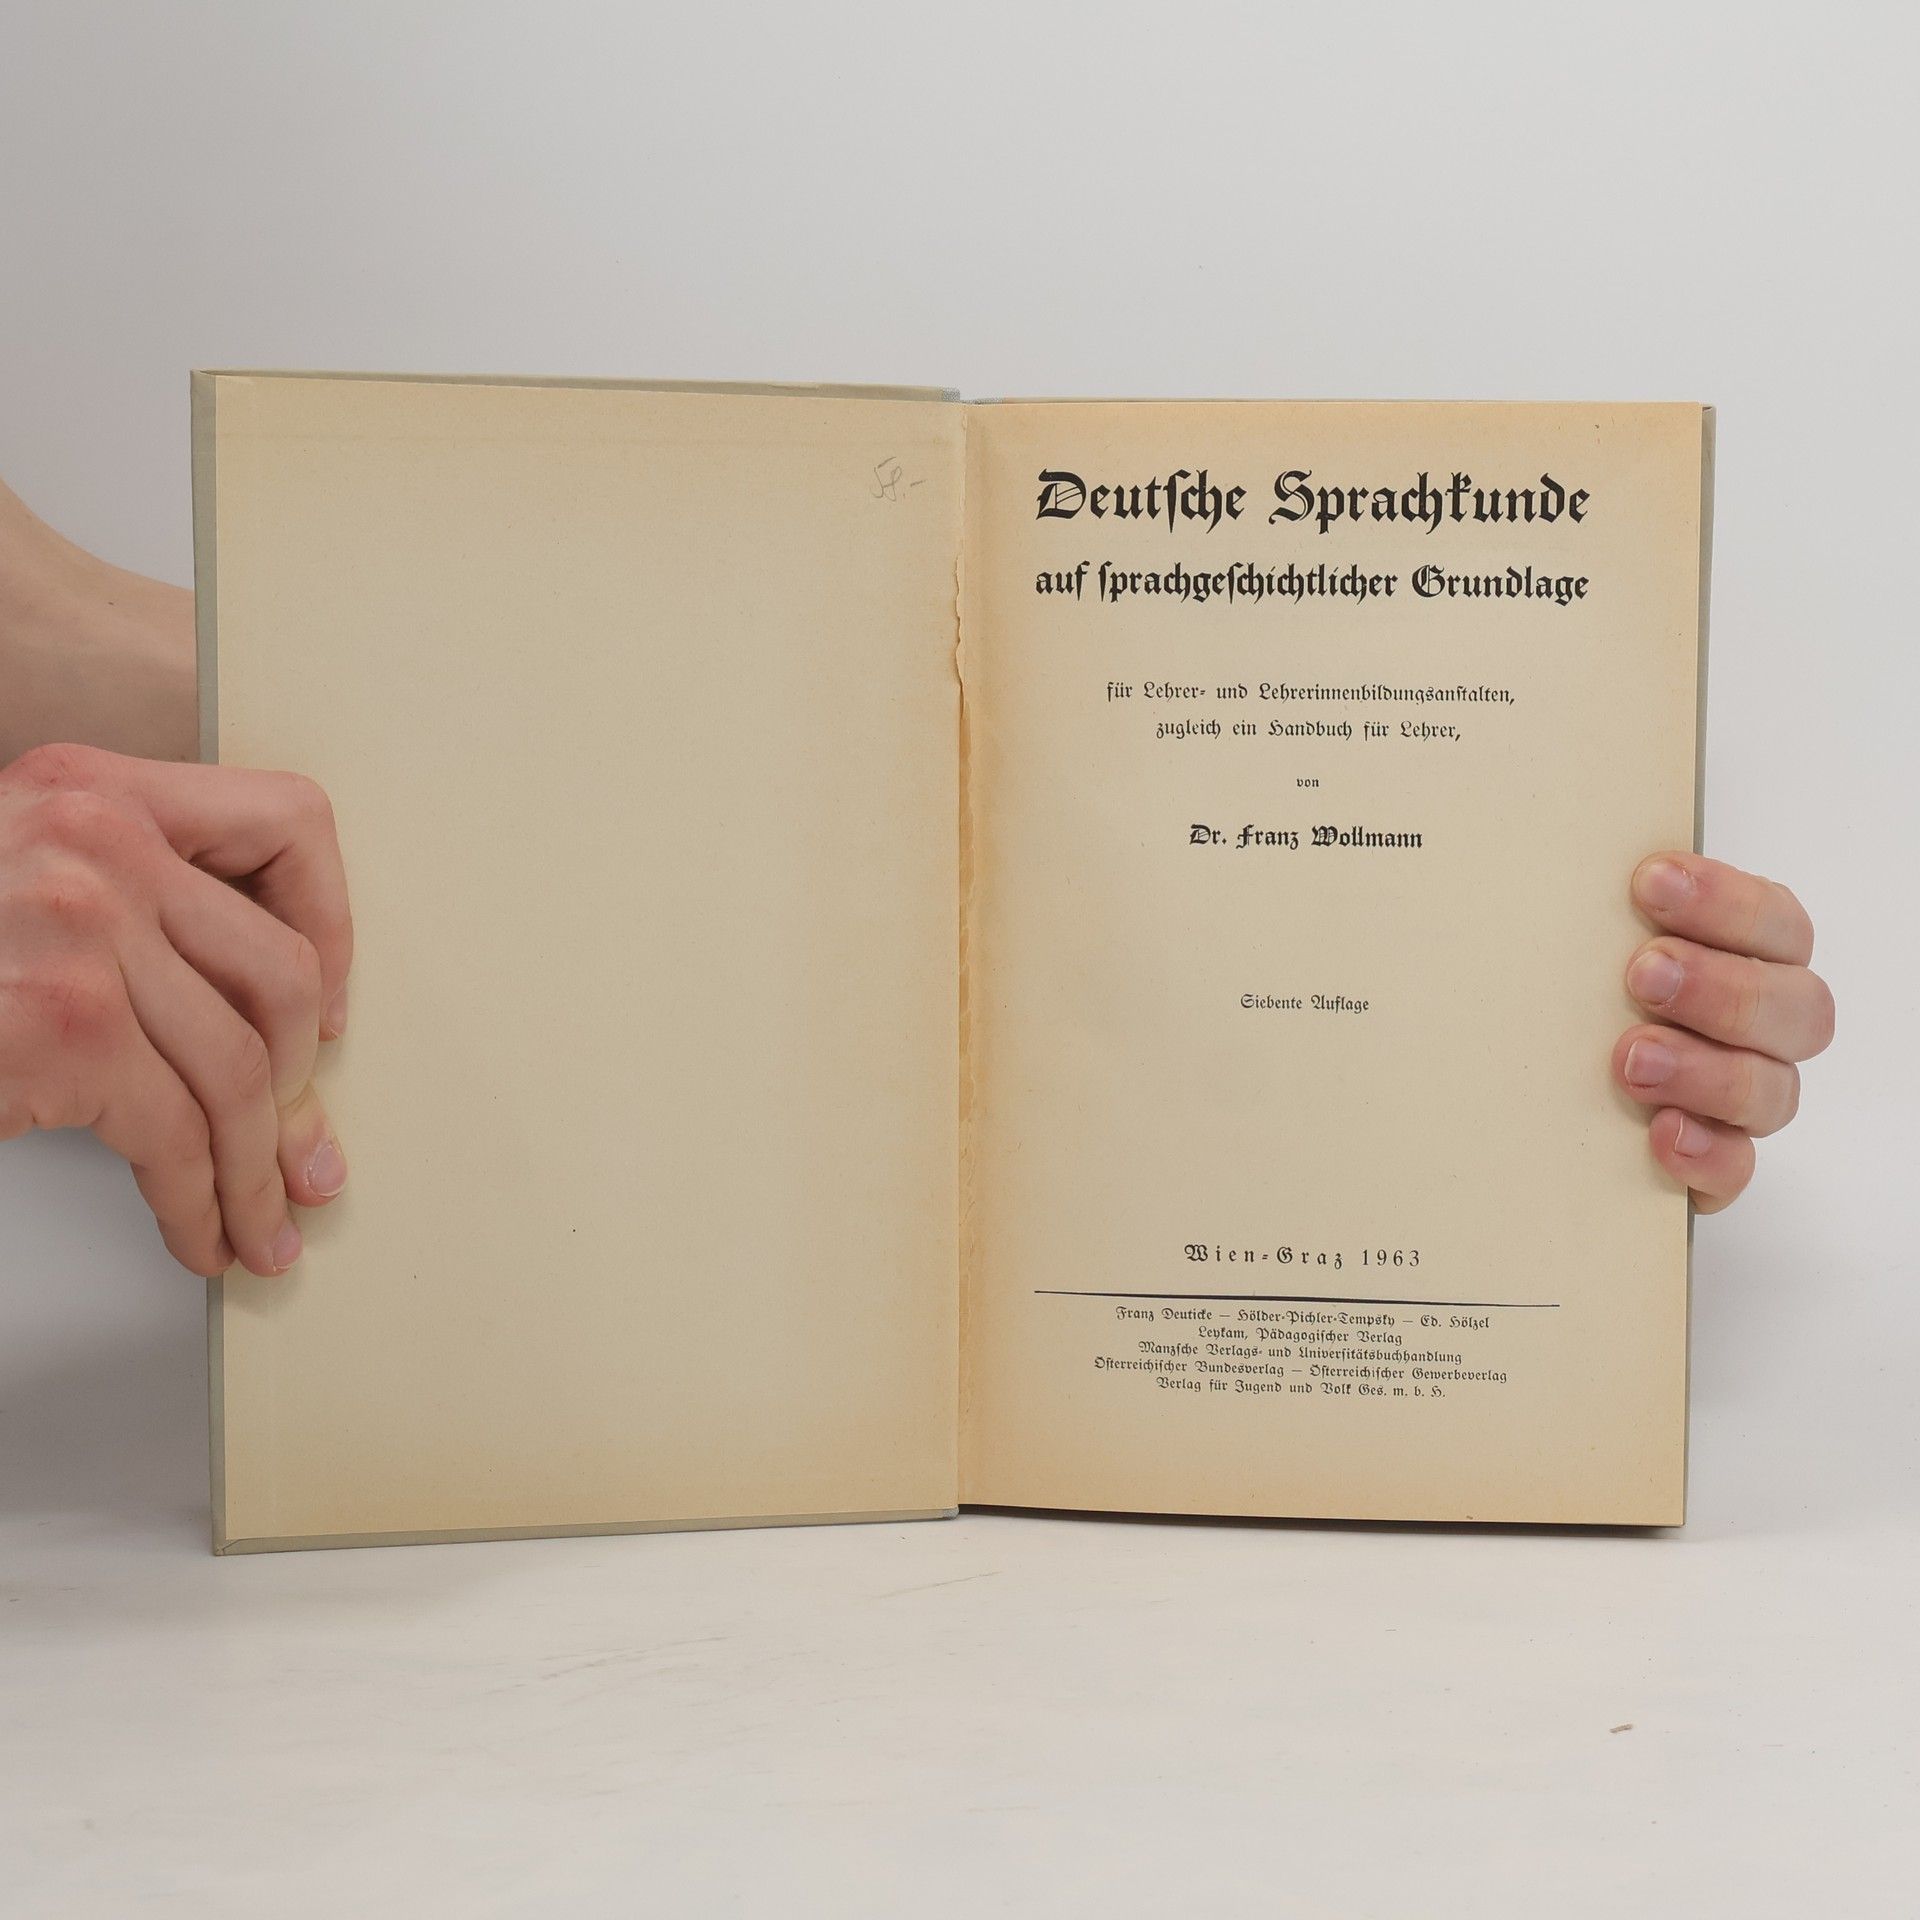 58.-
Deutſche Sprachkunde
auf ſprachgeſchichtlicher Grundlage
für Lehrer- und Lehrerinnenbildungsanſtalten,
zugleich ein Handbuch für Lehrer,
von
Dr. Franz Wollmann
Siebente Auflage
Wien-Graz 1963
Franz Deuticke — Hölder-Pichler-Tempsky — Ed. Hölzel
Leykam, Pädagogiſcher Verlag
Manzſche Verlags- und Univerſitätsbuchhandlung
Öſterreichiſcher Bundesverlag — Öſterreichiſcher Gewerbeverlag
Verlag für Jugend und Volk Geſ. m. b. H.